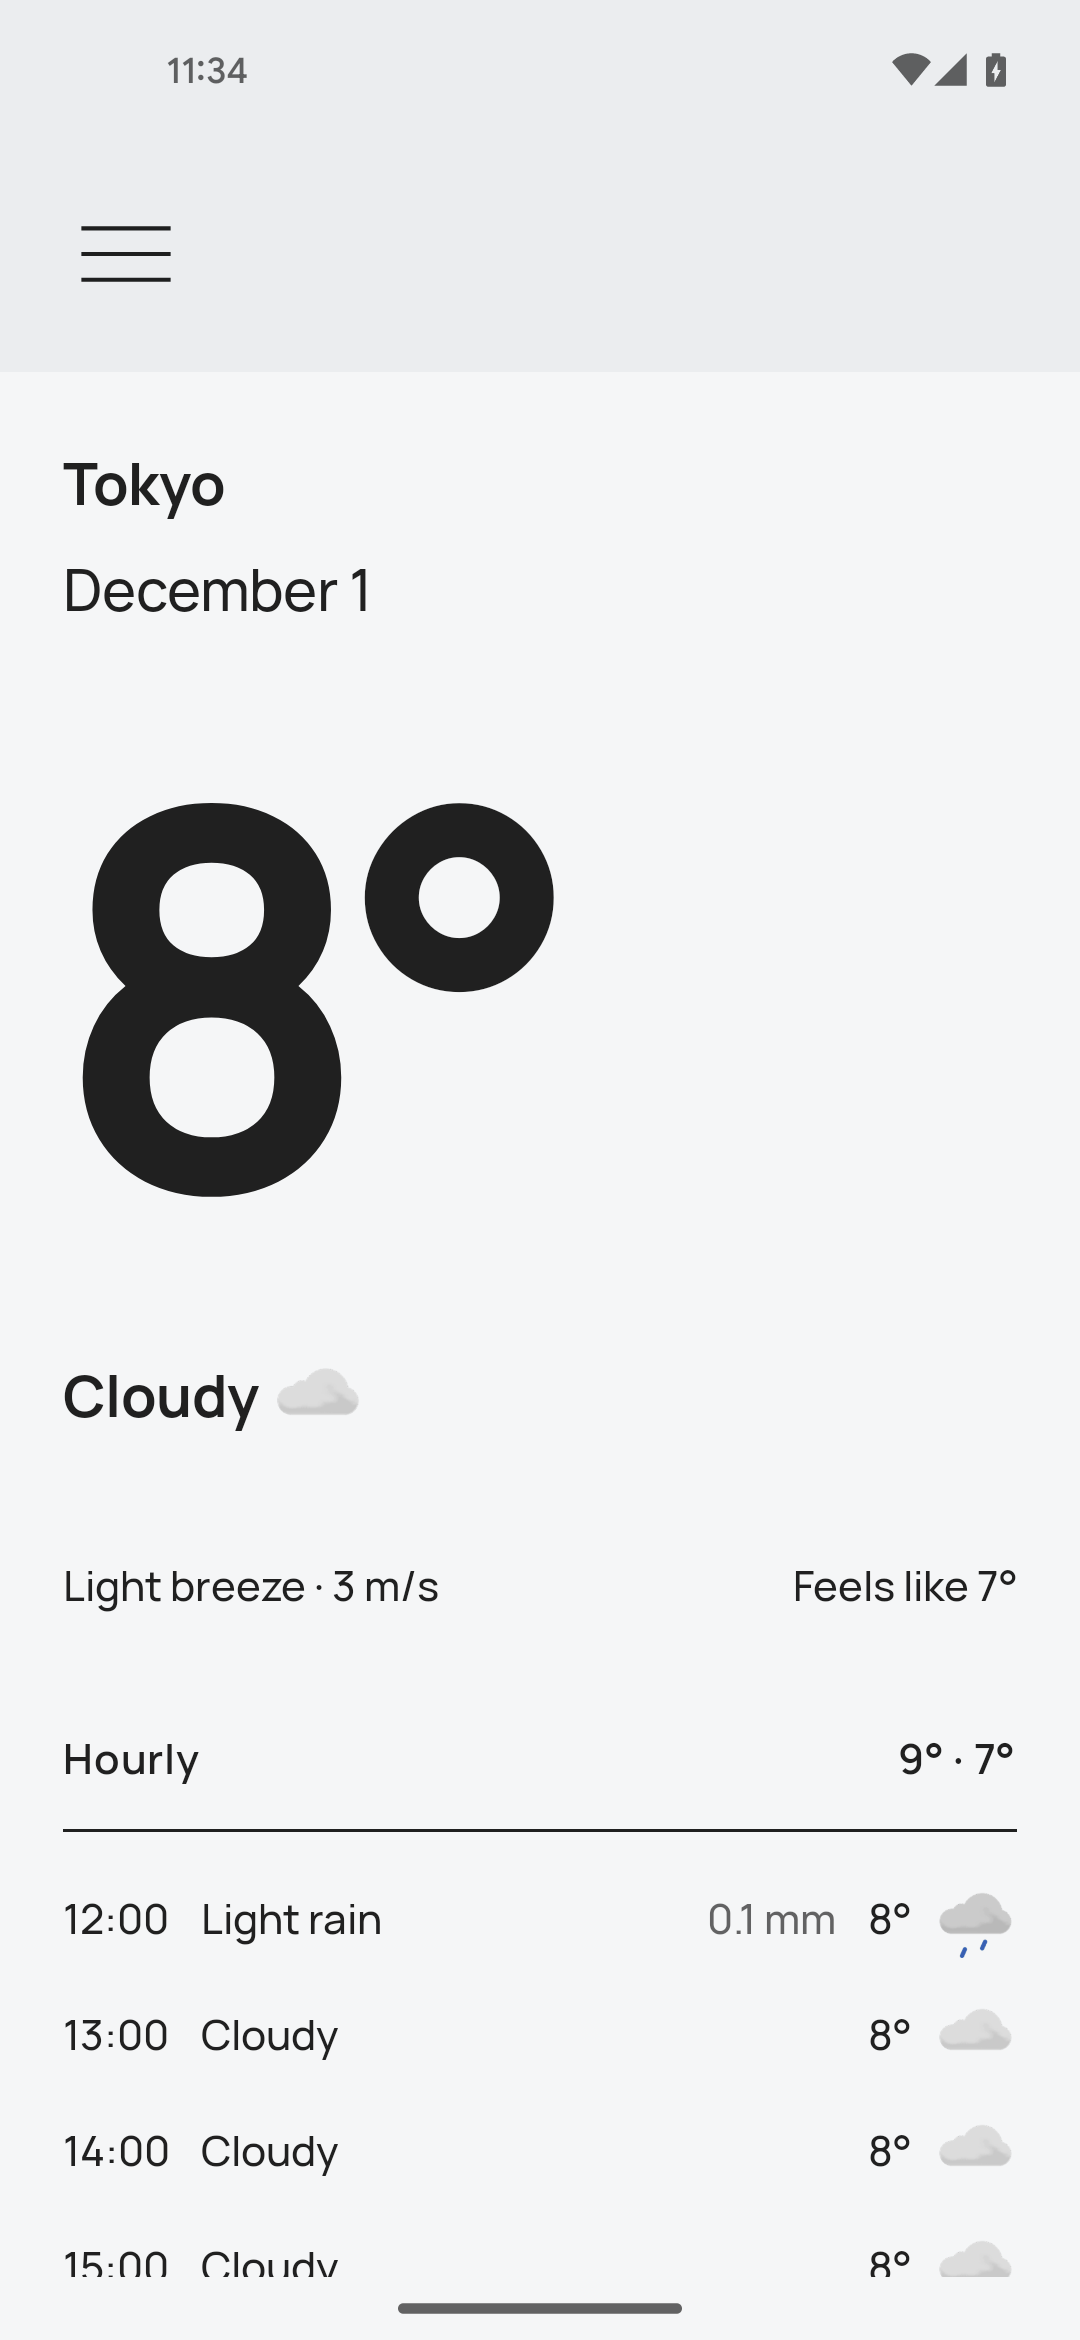 11:34
Tokyo
December 1
8°
Cloudy
Light breeze · 3 m/s Feels like 7°
Hourly 9° · 7°
12:00 Light rain 0.1 mm 8°
13:00 Cloudy 8°
14:00 Cloudy 8°
15:00 Cloudy 8°